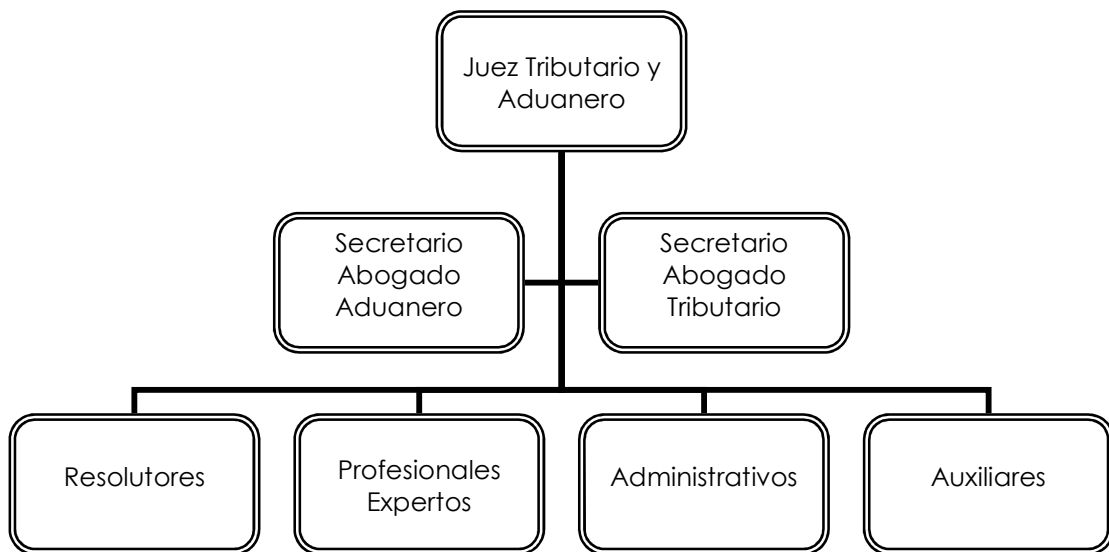 Juez Tributario y
Aduanero
Secretario
Abogado
Aduanero
Secretario
Abogado
Tributario
Resolutores
Profesionales
Expertos
Administrativos
Auxiliares